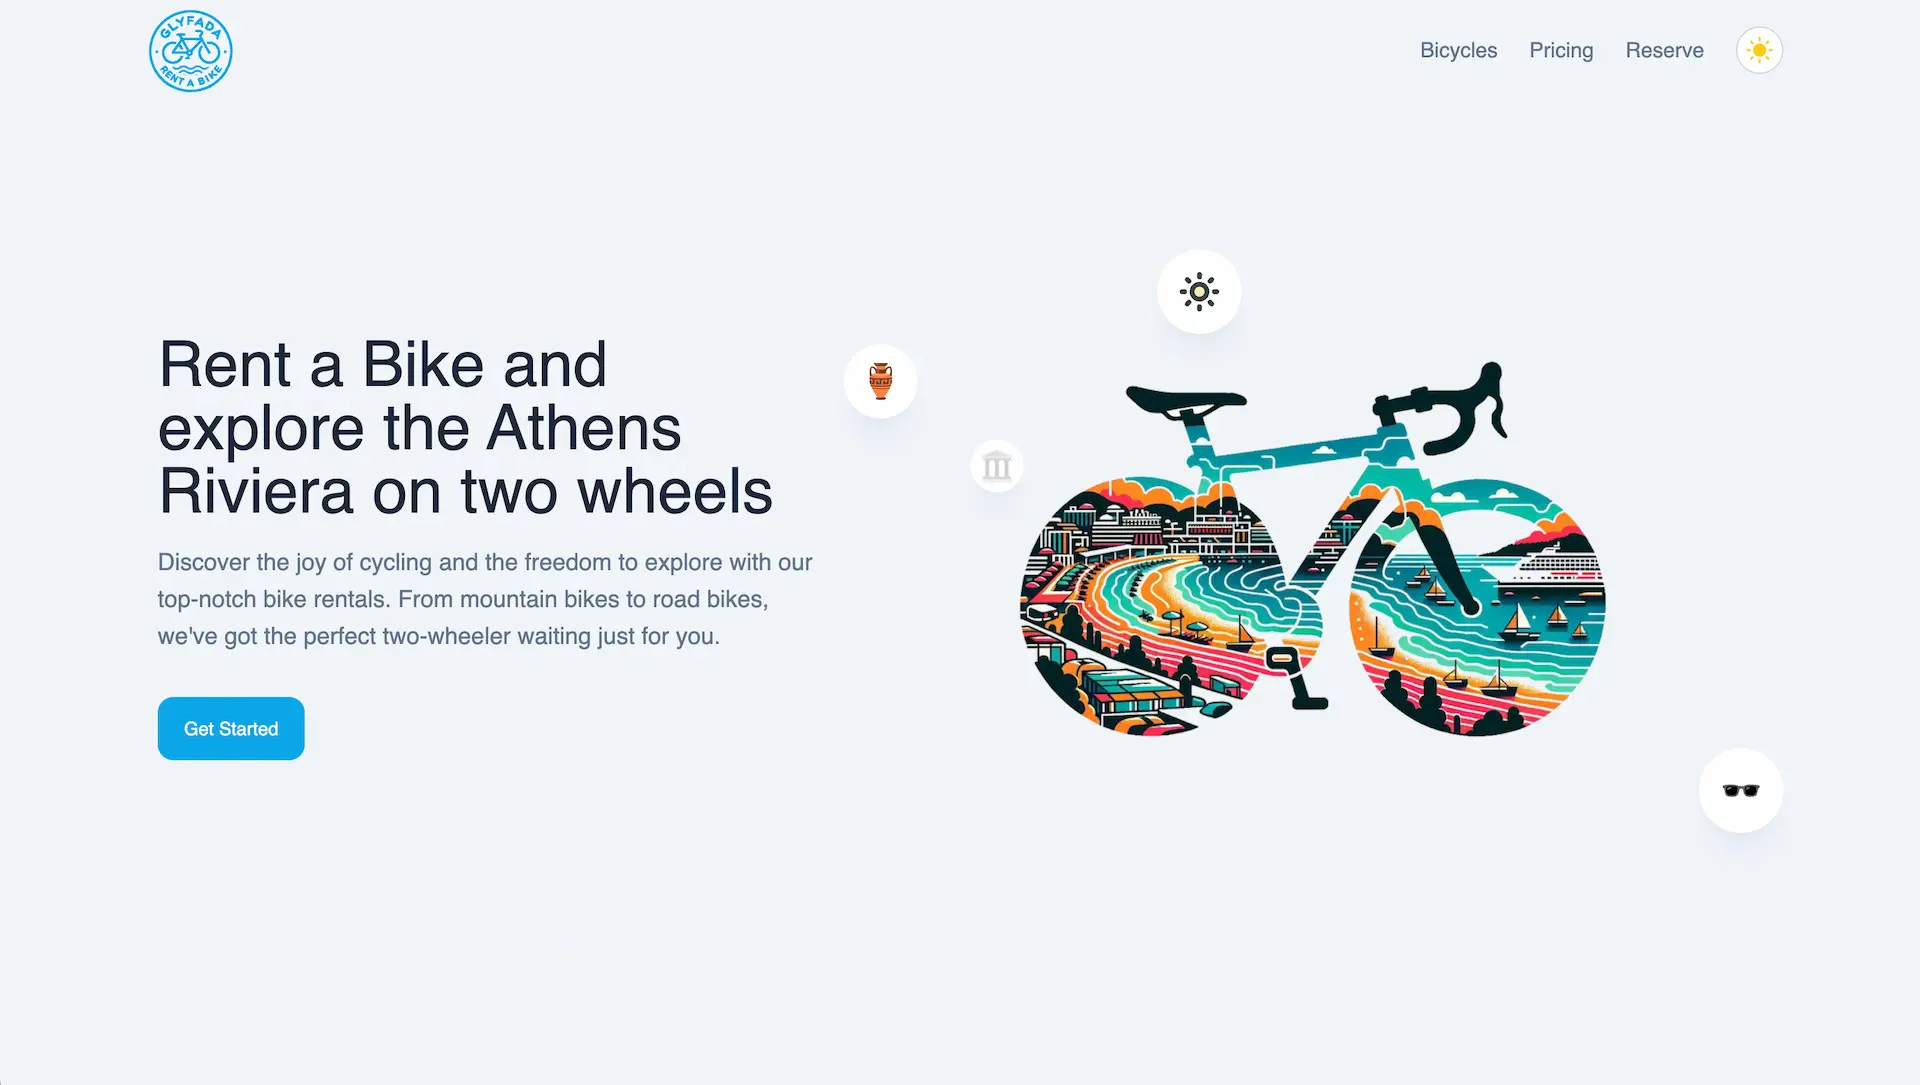 GLYFADA
RENT A BIKE
Bicycles
Pricing
Reserve
Rent a Bike and
explore the Athens
Riviera on two wheels
Discover the joy of cycling and the freedom to explore with our
top-notch bike rentals. From mountain bikes to road bikes,
we've got the perfect two-wheeler waiting just for you.
Get Started